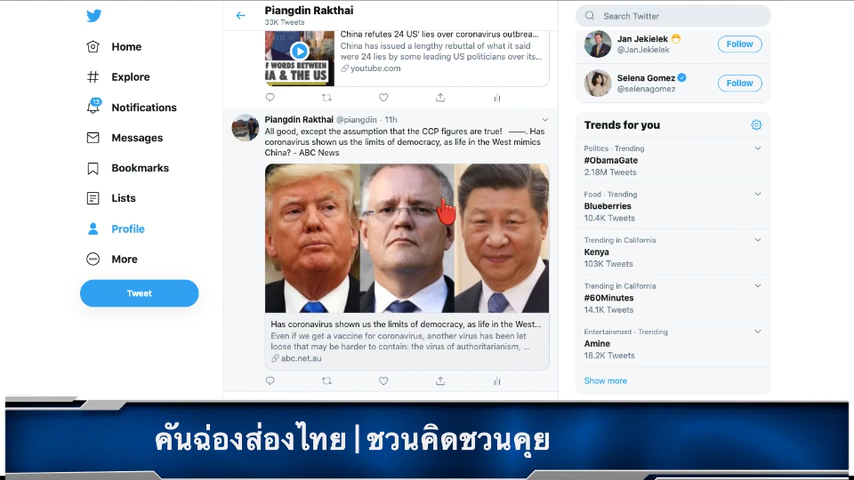 Home
Explore
13
Notifications
Messages
Bookmarks
Lists
Profile
More
Tweet
Piangdin Rakthai
33K Tweets
China refutes 24 US' lies over coronavirus outbrea...
China has issued a lengthy rebuttal of what it said
were 24 lies by some leading US politicians over its...
youtube.com
OF WORDS BETWEEN
NA & THE US
Piangdin Rakthai @piangdin · 11h
All good, except the assumption that the CCP figures are true! ——. Has
coronavirus shown us the limits of democracy, as life in the West mimics
China? - ABC News
Has coronavirus shown us the limits of democracy, as life in the West...
Even if we get a vaccine for coronavirus, another virus has been let
loose that may be harder to contain: the virus of authoritarianism, ...
abc.net.au
Search Twitter
Jan Jekielek
@JanJekielek
Follow
Selena Gomez
@selenagomez
Follow
Trends for you
Politics · Trending
#ObamaGate
2.18M Tweets
Food · Trending
Blueberries
10.4K Tweets
Trending in California
Kenya
103K Tweets
Trending in California
#60Minutes
14.1K Tweets
Entertainment · Trending
Amine
18.2K Tweets
Show more
คันฉ่องส่องไทย | ชวนคิดชวนคุย